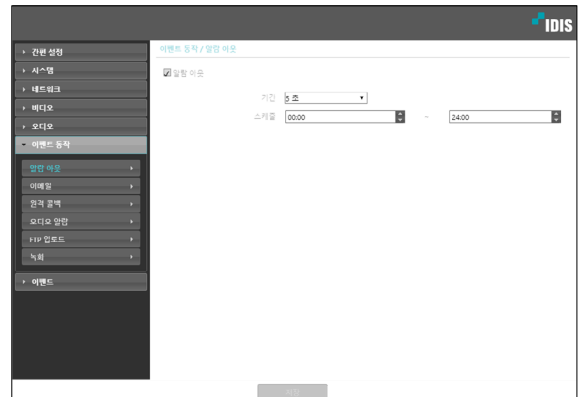 IDIS
간편 설정
시스템
네트워크
비디오
오디오
이벤트 동작
알람 아웃
이메일
원격 콜백
오디오 알람
FTP 업로드
녹화
이벤트
이벤트 동작 / 알람 아웃
알람 아웃
기간 5 초
스케줄 00:00 ~ 24:00
저장